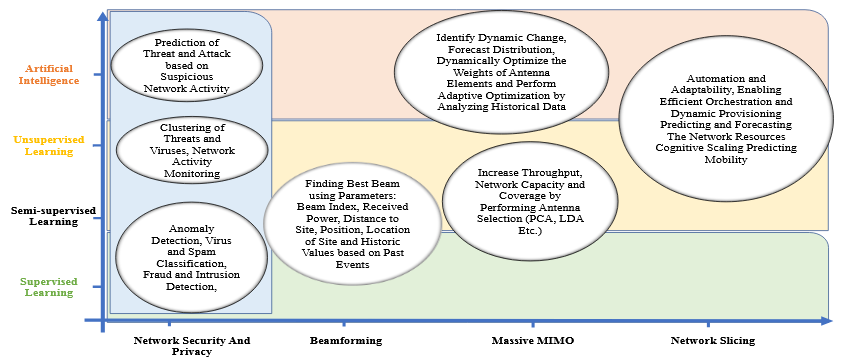 Artificial
Intelligence
Unsupervised
Learning
Semi-supervised
Learning
Supervised
Learning
Prediction of
Threat and Attack
based on
Suspicious
Network Activity
Clustering of
Threats and
Viruses, Network
Activity
Monitoring
Anomaly
Detection, Virus
and Spam
Classification,
Fraud and Intrusion
Detection,
Finding Best Beam
using Parameters:
Beam Index, Received
Power, Distance to
Site, Position, Location
of Site and Historic
Values based on Past
Events
Identify Dynamic Change,
Forecast Distribution,
Dynamically Optimize the
Weights of Antenna
Elements and Perform
Adaptive Optimization by
Analyzing Historical Data
Increase Throughput,
Network Capacity and
Coverage by
Performing Antenna
Selection (PCA, LDA
Etc.)
Automation and
Adaptability, Enabling
Efficient Orchestration and
Dynamic Provisioning
Predicting and Forecasting
The Network Resources
Cognitive Scaling Predicting
Mobility
Network Security And
Privacy
Beamforming
Massive MIMO
Network Slicing